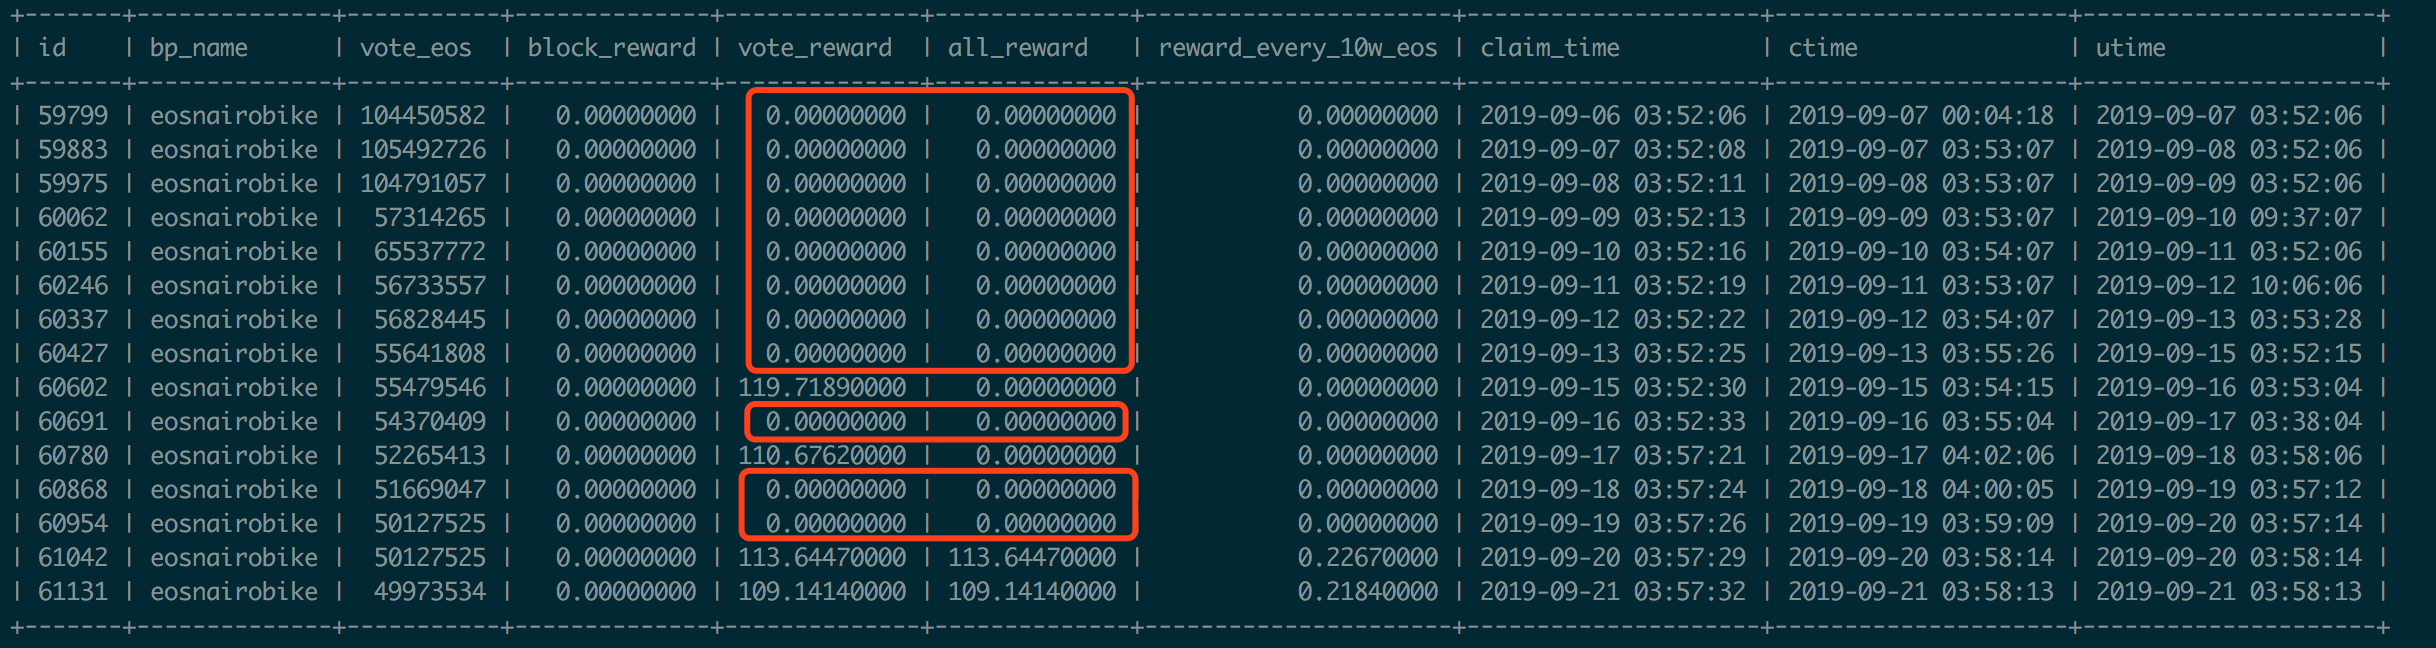 +-------+--------------+-----------+--------------+--------------+--------------+----------------------+---------------------+---------------------+---------------------+
| id | bp_name | vote_eos | block_reward | vote_reward | all_reward | reward_every_10w_eos | claim_time | ctime | utime |
+-------+--------------+-----------+--------------+--------------+--------------+----------------------+---------------------+---------------------+---------------------+
| 59799 | eosnairobike | 104450582 | 0.00000000 | 0.00000000 | 0.00000000 | 0.00000000 | 2019-09-06 03:52:06 | 2019-09-07 00:04:18 | 2019-09-07 03:52:06 |
| 59883 | eosnairobike | 105492726 | 0.00000000 | 0.00000000 | 0.00000000 | 0.00000000 | 2019-09-07 03:52:08 | 2019-09-07 03:53:07 | 2019-09-08 03:52:06 |
| 59975 | eosnairobike | 104791057 | 0.00000000 | 0.00000000 | 0.00000000 | 0.00000000 | 2019-09-08 03:52:11 | 2019-09-08 03:53:07 | 2019-09-09 03:52:06 |
| 60062 | eosnairobike | 57314265 | 0.00000000 | 0.00000000 | 0.00000000 | 0.00000000 | 2019-09-09 03:52:13 | 2019-09-09 03:53:07 | 2019-09-10 09:37:07 |
| 60155 | eosnairobike | 65537772 | 0.00000000 | 0.00000000 | 0.00000000 | 0.00000000 | 2019-09-10 03:52:16 | 2019-09-10 03:54:07 | 2019-09-11 03:52:06 |
| 60246 | eosnairobike | 56733557 | 0.00000000 | 0.00000000 | 0.00000000 | 0.00000000 | 2019-09-11 03:52:19 | 2019-09-11 03:53:07 | 2019-09-12 10:06:06 |
| 60337 | eosnairobike | 56828445 | 0.00000000 | 0.00000000 | 0.00000000 | 0.00000000 | 2019-09-12 03:52:22 | 2019-09-12 03:54:07 | 2019-09-13 03:53:28 |
| 60427 | eosnairobike | 55641808 | 0.00000000 | 0.00000000 | 0.00000000 | 0.00000000 | 2019-09-13 03:52:25 | 2019-09-13 03:55:26 | 2019-09-15 03:52:15 |
| 60602 | eosnairobike | 55479546 | 0.00000000 | 119.71890000 | 0.00000000 | 0.00000000 | 2019-09-15 03:52:30 | 2019-09-15 03:54:15 | 2019-09-16 03:53:04 |
| 60691 | eosnairobike | 54370409 | 0.00000000 | 0.00000000 | 0.00000000 | 0.00000000 | 2019-09-16 03:52:33 | 2019-09-16 03:55:04 | 2019-09-17 03:38:04 |
| 60780 | eosnairobike | 52265413 | 0.00000000 | 110.67620000 | 0.00000000 | 0.00000000 | 2019-09-17 03:57:21 | 2019-09-17 04:02:06 | 2019-09-18 03:58:06 |
| 60868 | eosnairobike | 51669047 | 0.00000000 | 0.00000000 | 0.00000000 | 0.00000000 | 2019-09-18 03:57:24 | 2019-09-18 04:00:05 | 2019-09-19 03:57:12 |
| 60954 | eosnairobike | 50127525 | 0.00000000 | 0.00000000 | 0.00000000 | 0.00000000 | 2019-09-19 03:57:26 | 2019-09-19 03:59:09 | 2019-09-20 03:57:14 |
| 61042 | eosnairobike | 50127525 | 0.00000000 | 113.64470000 | 113.64470000 | 0.22670000 | 2019-09-20 03:57:29 | 2019-09-20 03:58:14 | 2019-09-20 03:58:14 |
| 61131 | eosnairobike | 49973534 | 0.00000000 | 109.14140000 | 109.14140000 | 0.21840000 | 2019-09-21 03:57:32 | 2019-09-21 03:58:13 | 2019-09-21 03:58:13 |
+-------+--------------+-----------+--------------+--------------+--------------+----------------------+---------------------+---------------------+---------------------+